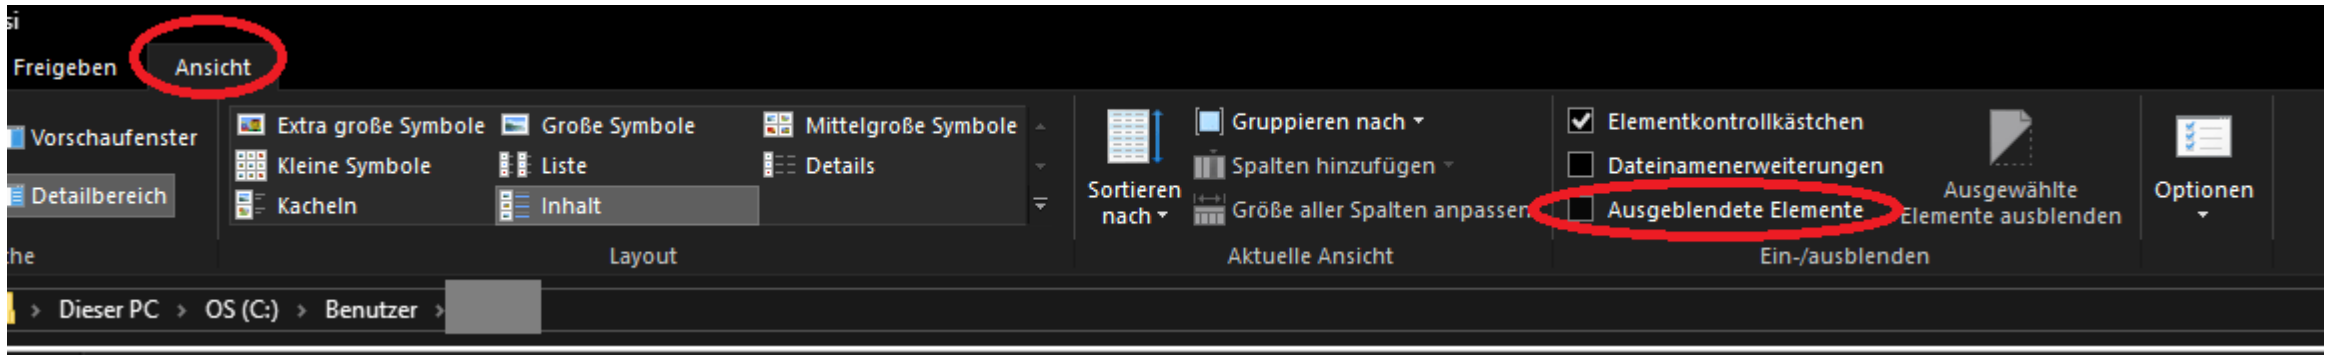 si
Freigeben Ansicht
Vorschaufenster
Detailbereich
Extra große Symbole Große Symbole Mittelgroße Symbole
Kleine Symbole Liste Details
Kacheln Inhalt
Layout
Sortieren
nach
Gruppieren nach
Spalten hinzufügen
Größe aller Spalten anpassen
Aktuelle Ansicht
Elementkontrollkästchen
Dateinamenerweiterungen
Ausgeblendete Elemente
Ausgewählte
Elemente ausblenden
Ein-/ausblenden
Optionen
Dieser PC > OS (C:) > Benutzer >